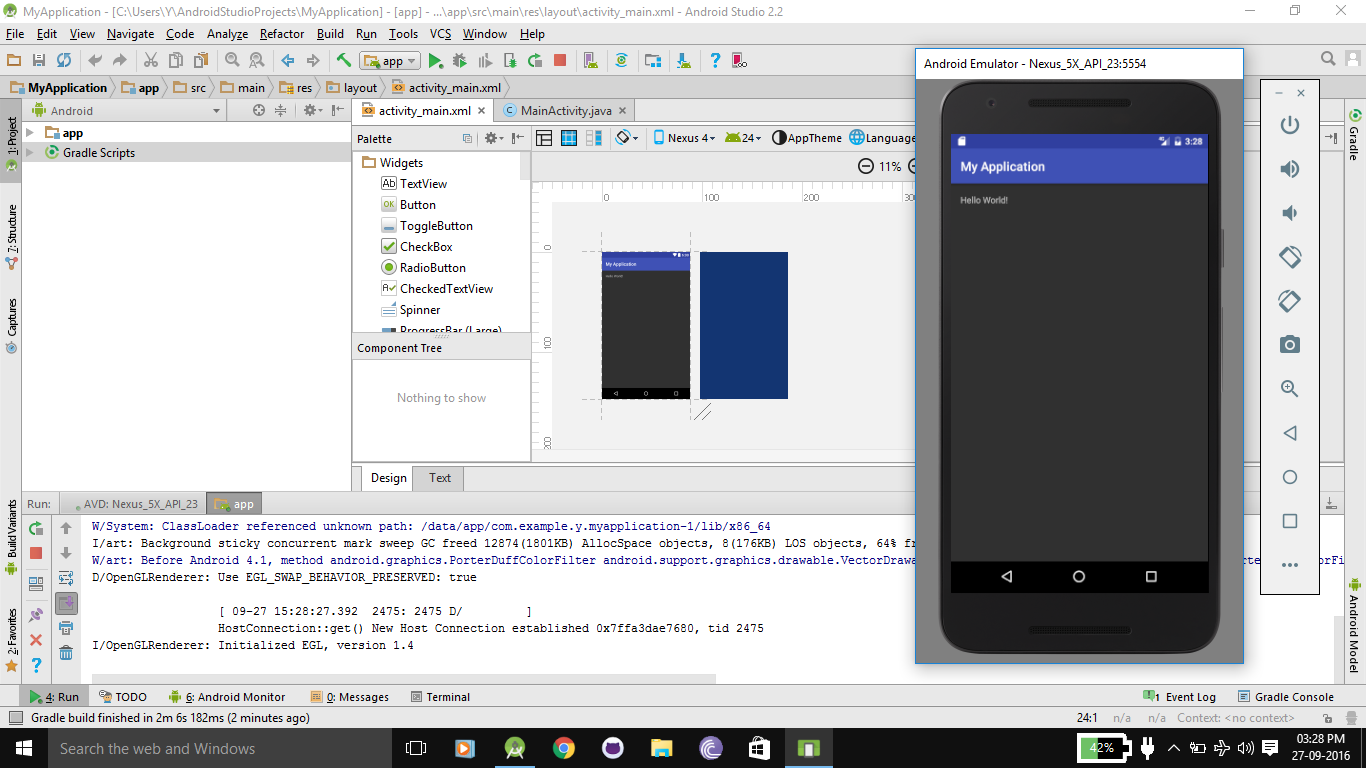 MyApplication - [C:\Users\Y\AndroidStudioProjects\MyApplication] - [app] - ...\app\src\main\res\layout\activity_main.xml - Android Studio 2.2
File Edit View Navigate Code Analyze Refactor Build Run Tools VCS Window Help
app
MyApplication app src main res layout activity_main.xml
Android
activity_main.xml
MainActivity.java
1: Project
7: Structure
Captures
Build Variants
2: Favorites
app
Gradle Scripts
Palette
Nexus 4
24
AppTheme
Language
11%
Widgets
TextView
Button
ToggleButton
CheckBox
RadioButton
CheckedTextView
Spinner
ProgressBar (Large)
Component Tree
Nothing to show
0 100 200 300
0
100
200
My Application
Hello World!
Design Text
Android Emulator - Nexus_5X_API_23:5554
3:28
My Application
Hello World!
Gradle
Android Model
Run: AVD: Nexus_5X_API_23 app
W/System: ClassLoader referenced unknown path: /data/app/com.example.y.myapplication-1/lib/x86_64
I/art: Background sticky concurrent mark sweep GC freed 12874(1801KB) AllocSpace objects, 8(176KB) LOS objects, 64% fr
W/art: Before Android 4.1, method android.graphics.PorterDuffColorFilter android.support.graphics.drawable.VectorDrawa
D/OpenGLRenderer: Use EGL_SWAP_BEHAVIOR_PRESERVED: true
[ 09-27 15:28:27.392 2475: 2475 D/ ]
HostConnection::get() New Host Connection established 0x7ffa3dae7680, tid 2475
I/OpenGLRenderer: Initialized EGL, version 1.4
4: Run TODO 6: Android Monitor 0: Messages Terminal 1 Event Log Gradle Console
Gradle build finished in 2m 6s 182ms (2 minutes ago) 24:1 n/a n/a Context: <no context>
Search the web and Windows
42%
03:28 PM
27-09-2016